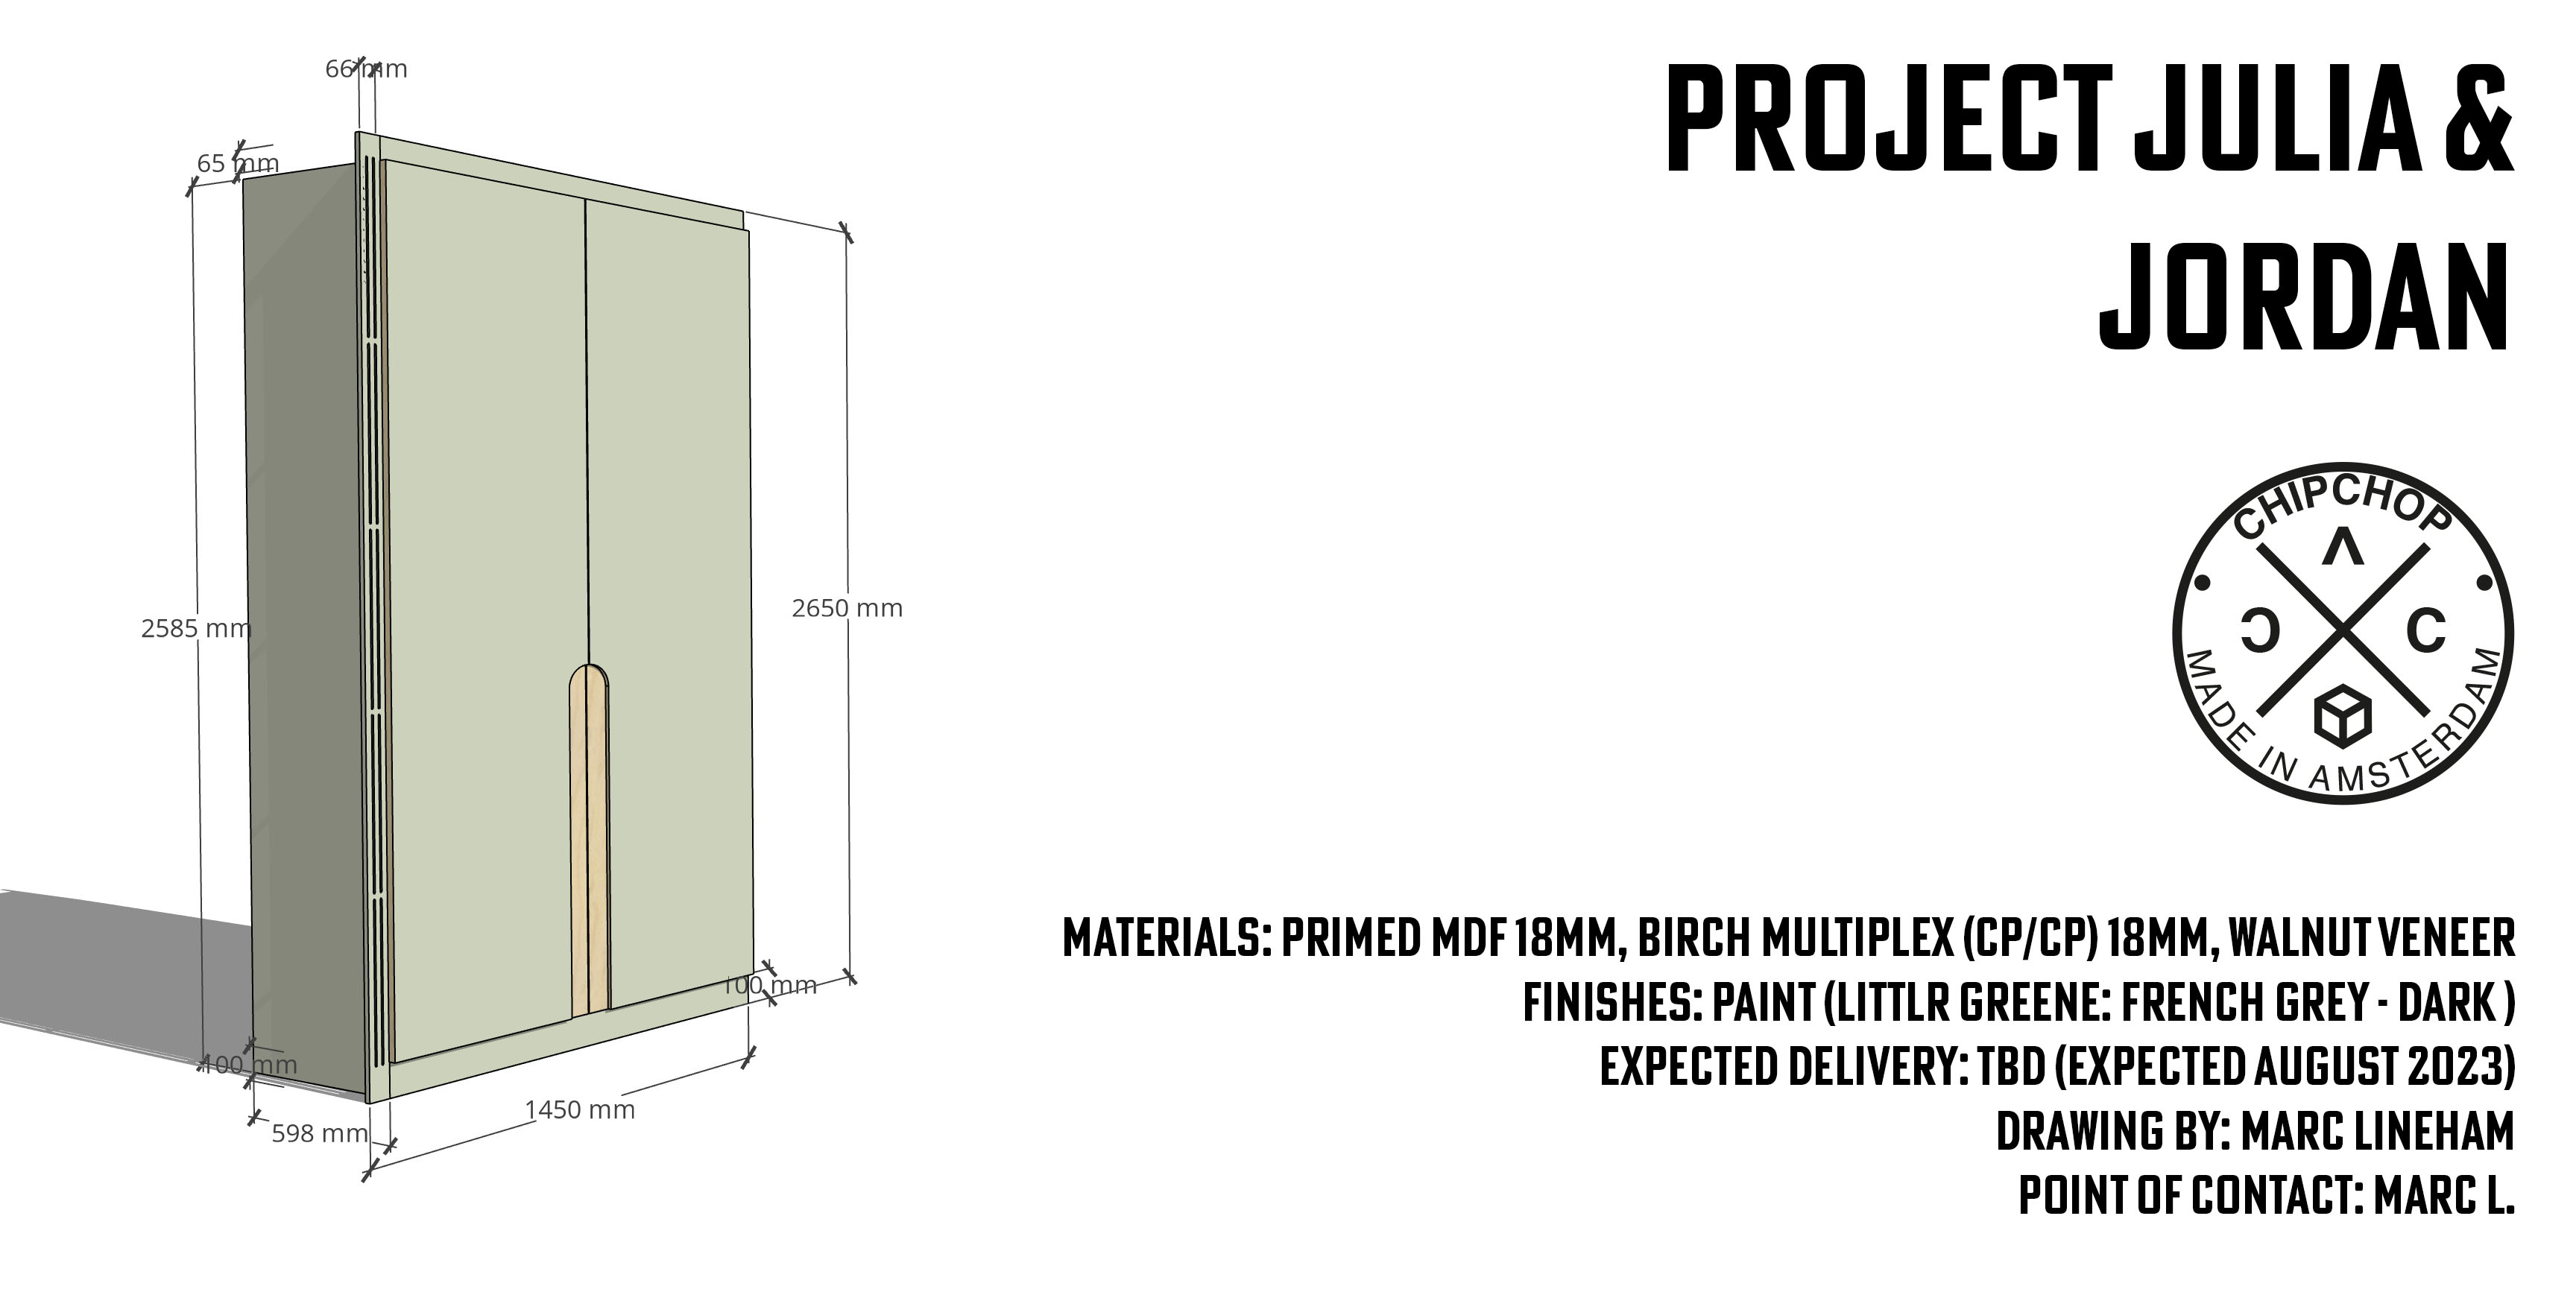 PROJECT JULIA &
JORDAN
66 mm
65 mm
2585 mm
2650 mm
100 mm
100 mm
598 mm
1450 mm
CHIPCHOP
C
C
MADE IN AMSTERDAM
MATERIALS: PRIMED MDF 18MM, BIRCH MULTIPLEX (CP/CP) 18MM, WALNUT VENEER
FINISHES: PAINT (LITTLR GREENE: FRENCH GREY - DARK )
EXPECTED DELIVERY: TBD (EXPECTED AUGUST 2023)
DRAWING BY: MARC LINEHAM
POINT OF CONTACT: MARC L.